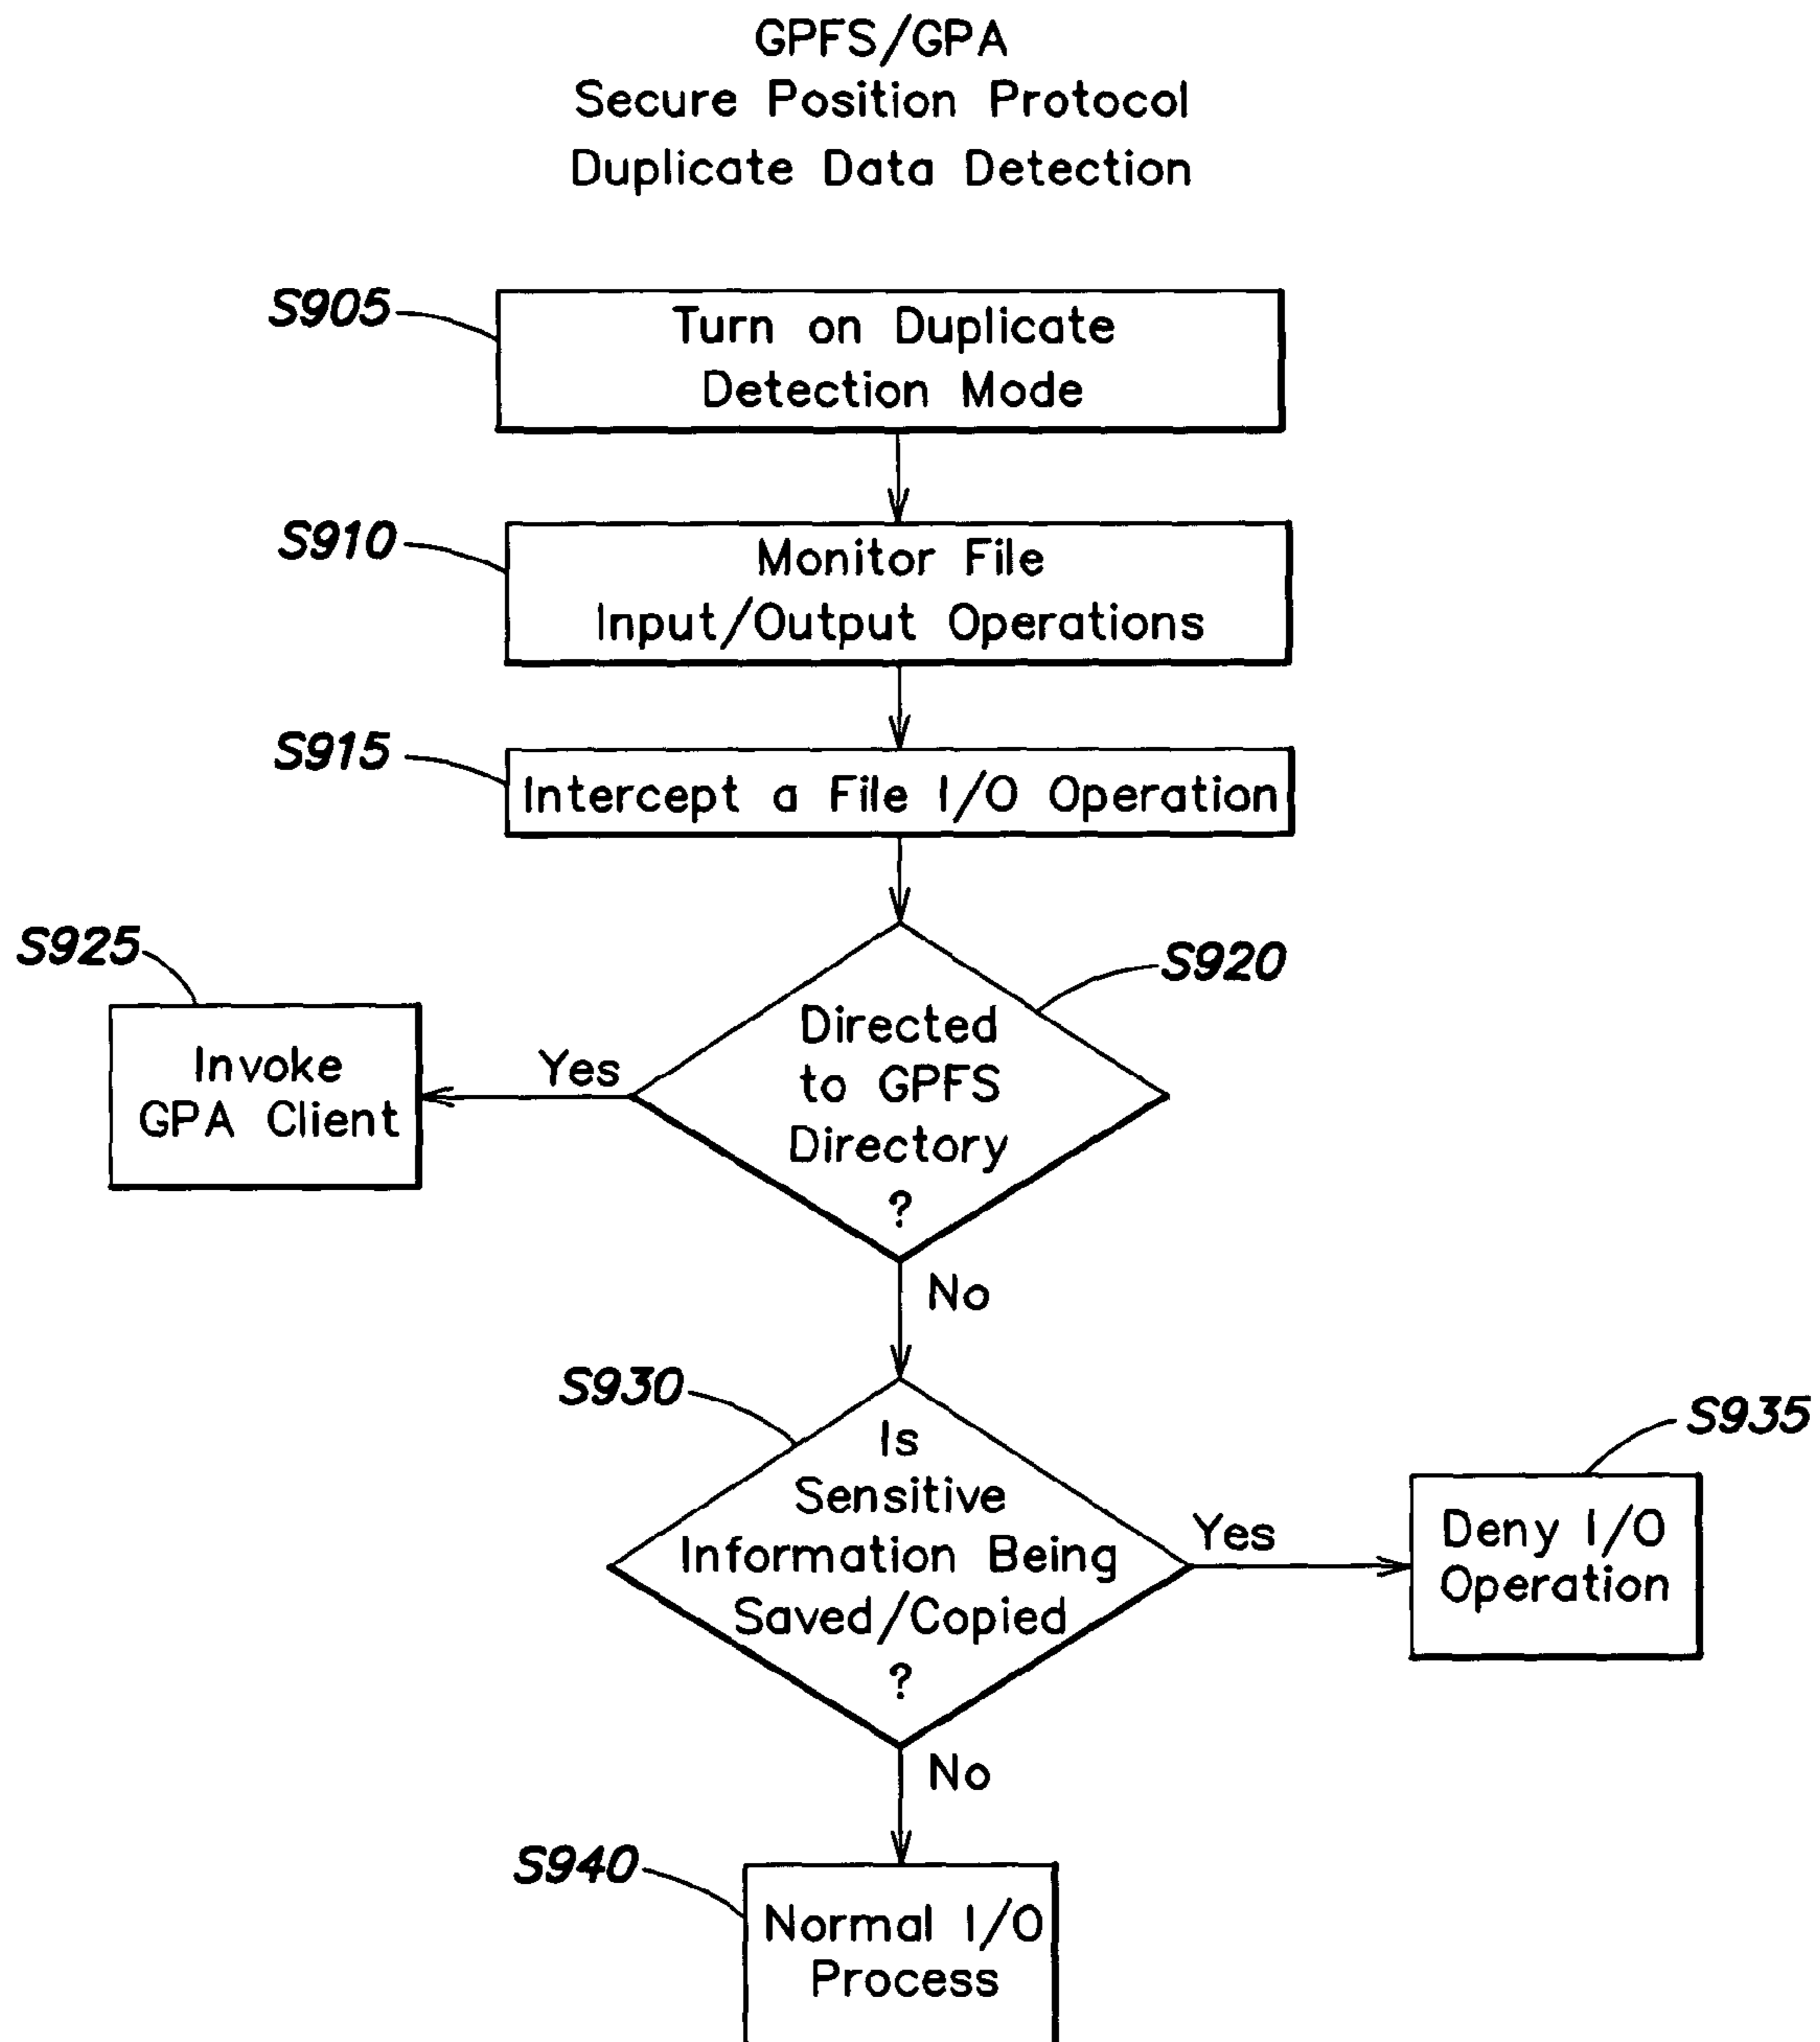 GPFS/GPA
Secure Position Protocol
Duplicate Data Detection
S905
Turn on Duplicate
Detection Mode
S910
Monitor File
Input/Output Operations
S915
Intercept a File I/O Operation
S920
Directed
to GPFS
Directory
?
Yes
S925
Invoke
GPA Client
No
S930
Is
Sensitive
Information Being
Saved/Copied
?
Yes
S935
Deny I/O
Operation
No
S940
Normal I/O
Process